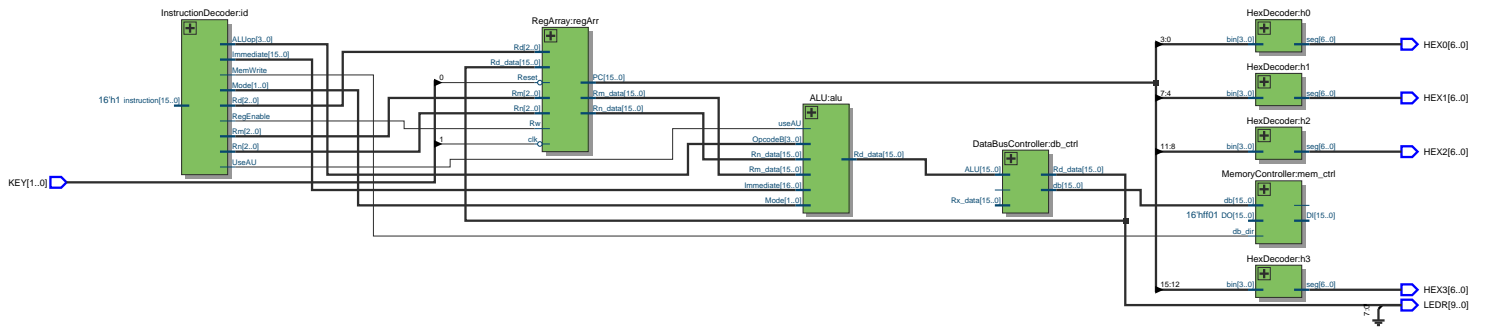 InstructionDecoder:id
16'h1 instruction[15..0]
ALUop[3..0]
Immediate[15..0]
MemWrite
Mode[1..0]
Rd[2..0]
RegEnable
Rm[2..0]
Rn[2..0]
UseAU
KEY[1..0]
0
1
RegArray:regArr
Rd[2..0]
Rd_data[15..0]
Reset
Rm[2..0]
Rn[2..0]
Rw
clk
PC[15..0]
Rm_data[15..0]
Rn_data[15..0]
ALU:alu
useAU
OpcodeB[3..0]
Rn_data[15..0]
Rm_data[15..0]
Immediate[16..0]
Mode[1..0]
Rd_data[15..0]
DataBusController:db_ctrl
ALU[15..0]
Rx_data[15..0]
Rd_data[15..0]
db[15..0]
HexDecoder:h0
3:0
bin[3..0]
seg[6..0]
HEX0[6..0]
HexDecoder:h1
7:4
bin[3..0]
seg[6..0]
HEX1[6..0]
HexDecoder:h2
11:8
bin[3..0]
seg[6..0]
HEX2[6..0]
MemoryController:mem_ctrl
db[15..0]
16'hff01 DO[15..0]
db_dir
DI[15..0]
HexDecoder:h3
15:12
bin[3..0]
seg[6..0]
HEX3[6..0]
LEDR[9..0]